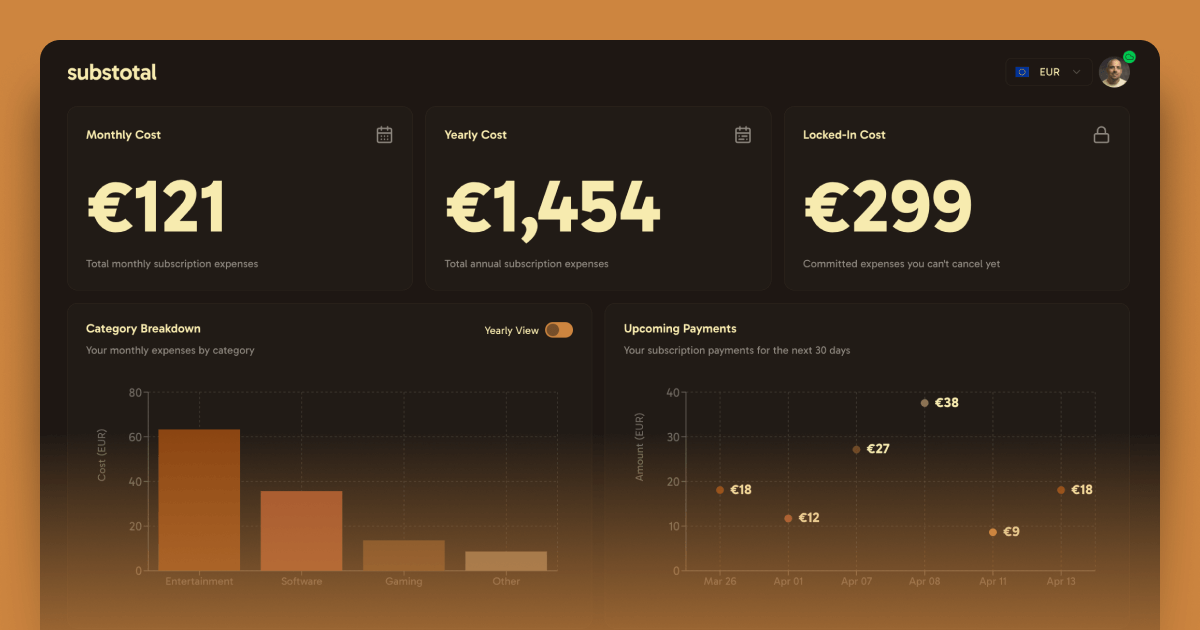 substotal
EUR
Monthly Cost
€121
Total monthly subscription expenses
Yearly Cost
€1,454
Total annual subscription expenses
Locked-In Cost
€299
Committed expenses you can't cancel yet
Category Breakdown
Yearly View
Your monthly expenses by category
80
60
40
20
0
Cost (EUR)
Entertainment
Software
Gaming
Other
Upcoming Payments
Your subscription payments for the next 30 days
40
30
20
10
0
Amount (EUR)
€18
€12
€27
€38
€9
€18
Mar 26
Apr 01
Apr 07
Apr 08
Apr 11
Apr 13